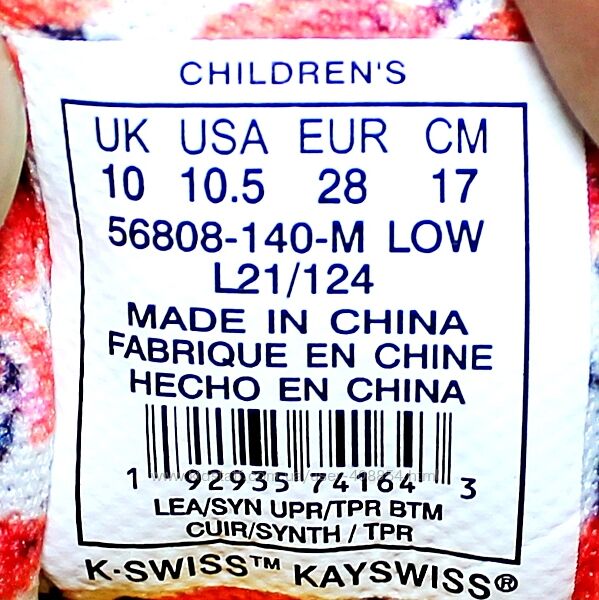 CHILDREN'S
UK USA EUR CM
10 10.5 28 17
56808-140-M LOW
L21/124
MADE IN CHINA
FABRIQUE EN CHINE
HECHO EN CHINA
1 92235 74164 3
LEA/SYN UPR/TPR BTM
CUIR/SYNTH / TPR
K-SWISS™ KAYSWISS®